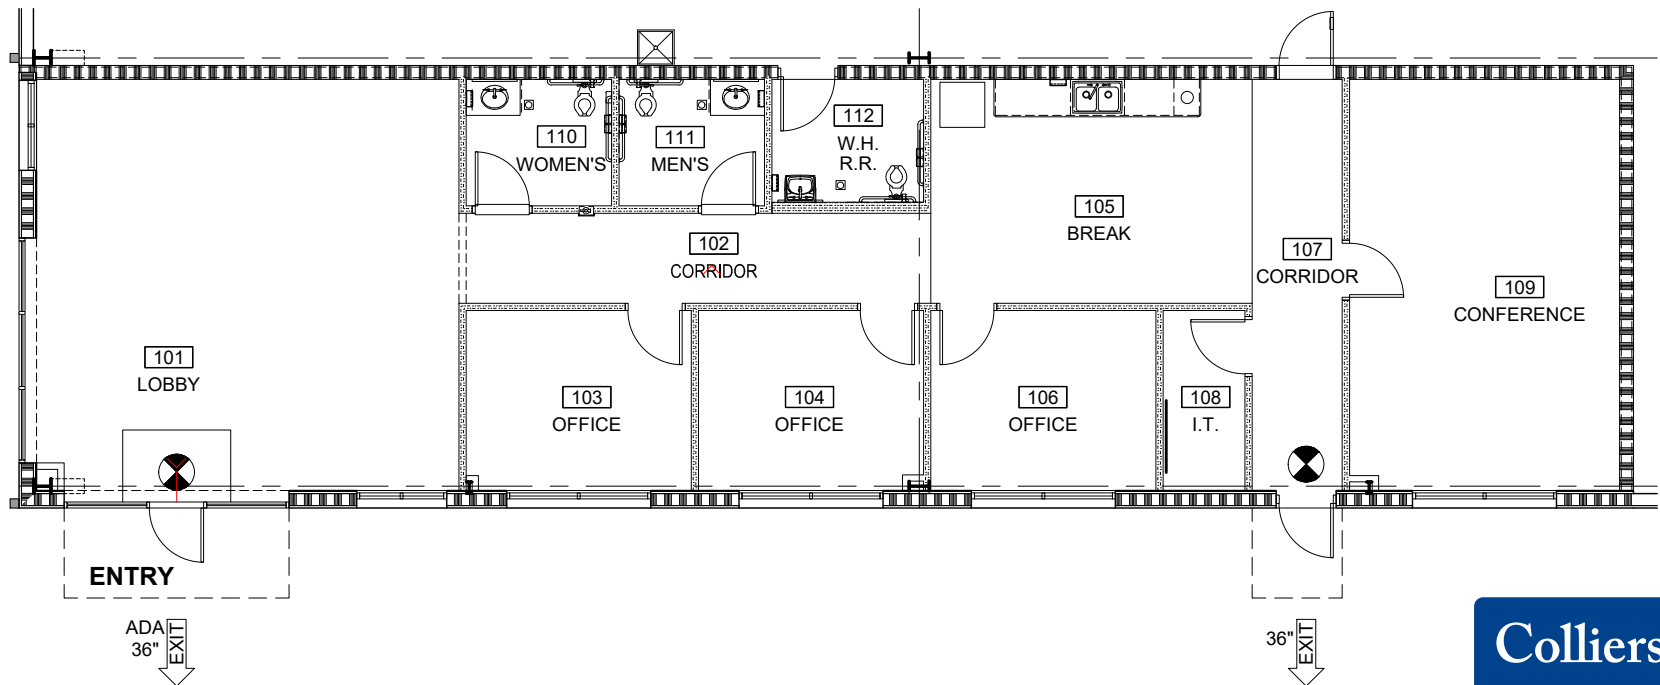 110
WOMEN'S
111
MEN'S
112
W.H.
R.R.
105
BREAK
102
CORRIDOR
107
CORRIDOR
109
CONFERENCE
101
LOBBY
103
OFFICE
104
OFFICE
106
OFFICE
108
I.T.
ENTRY
ADA
36"
EXIT
36"
EXIT
Colliers